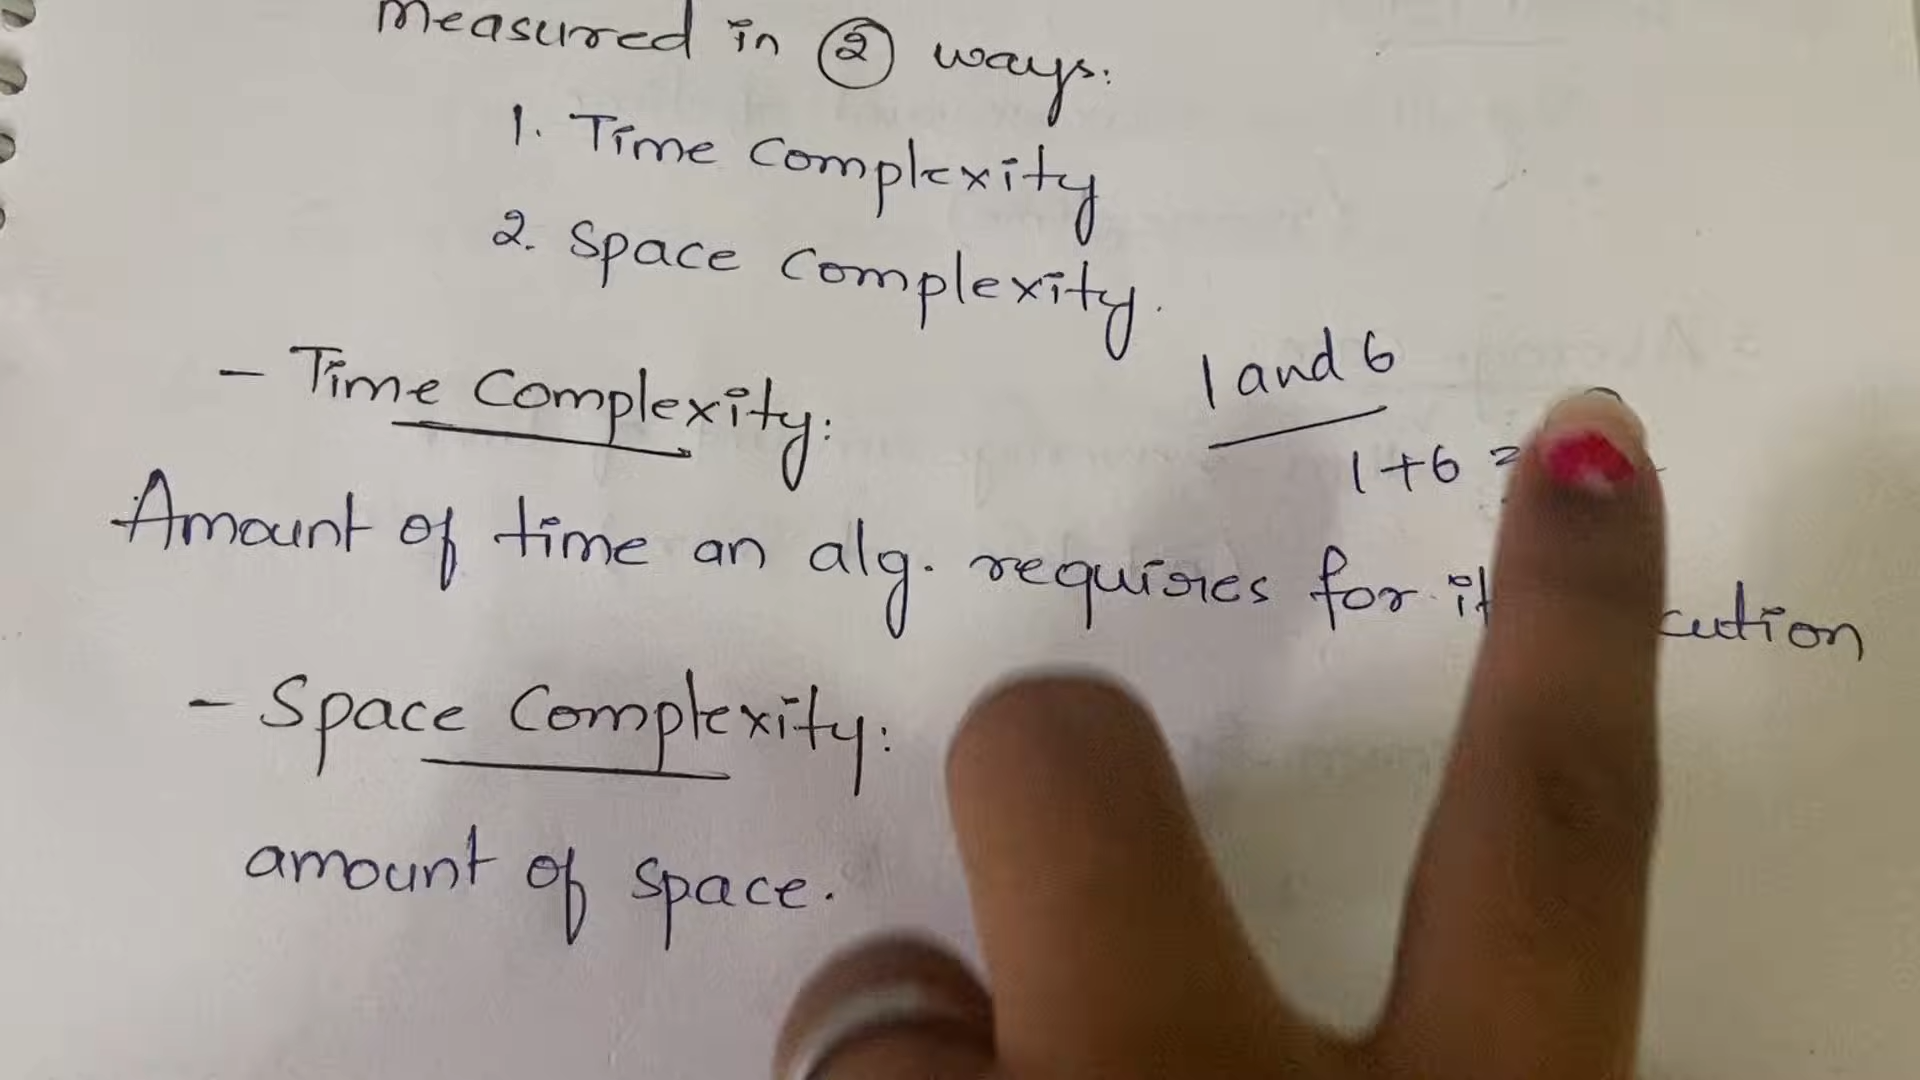 Measured in 2 ways:
1. Time Complexity
2. Space Complexity.
1 and 6
- Time Complexity:
1+6 =
Amount of time an alg. requires for
- Space Complexity:
amount of space.